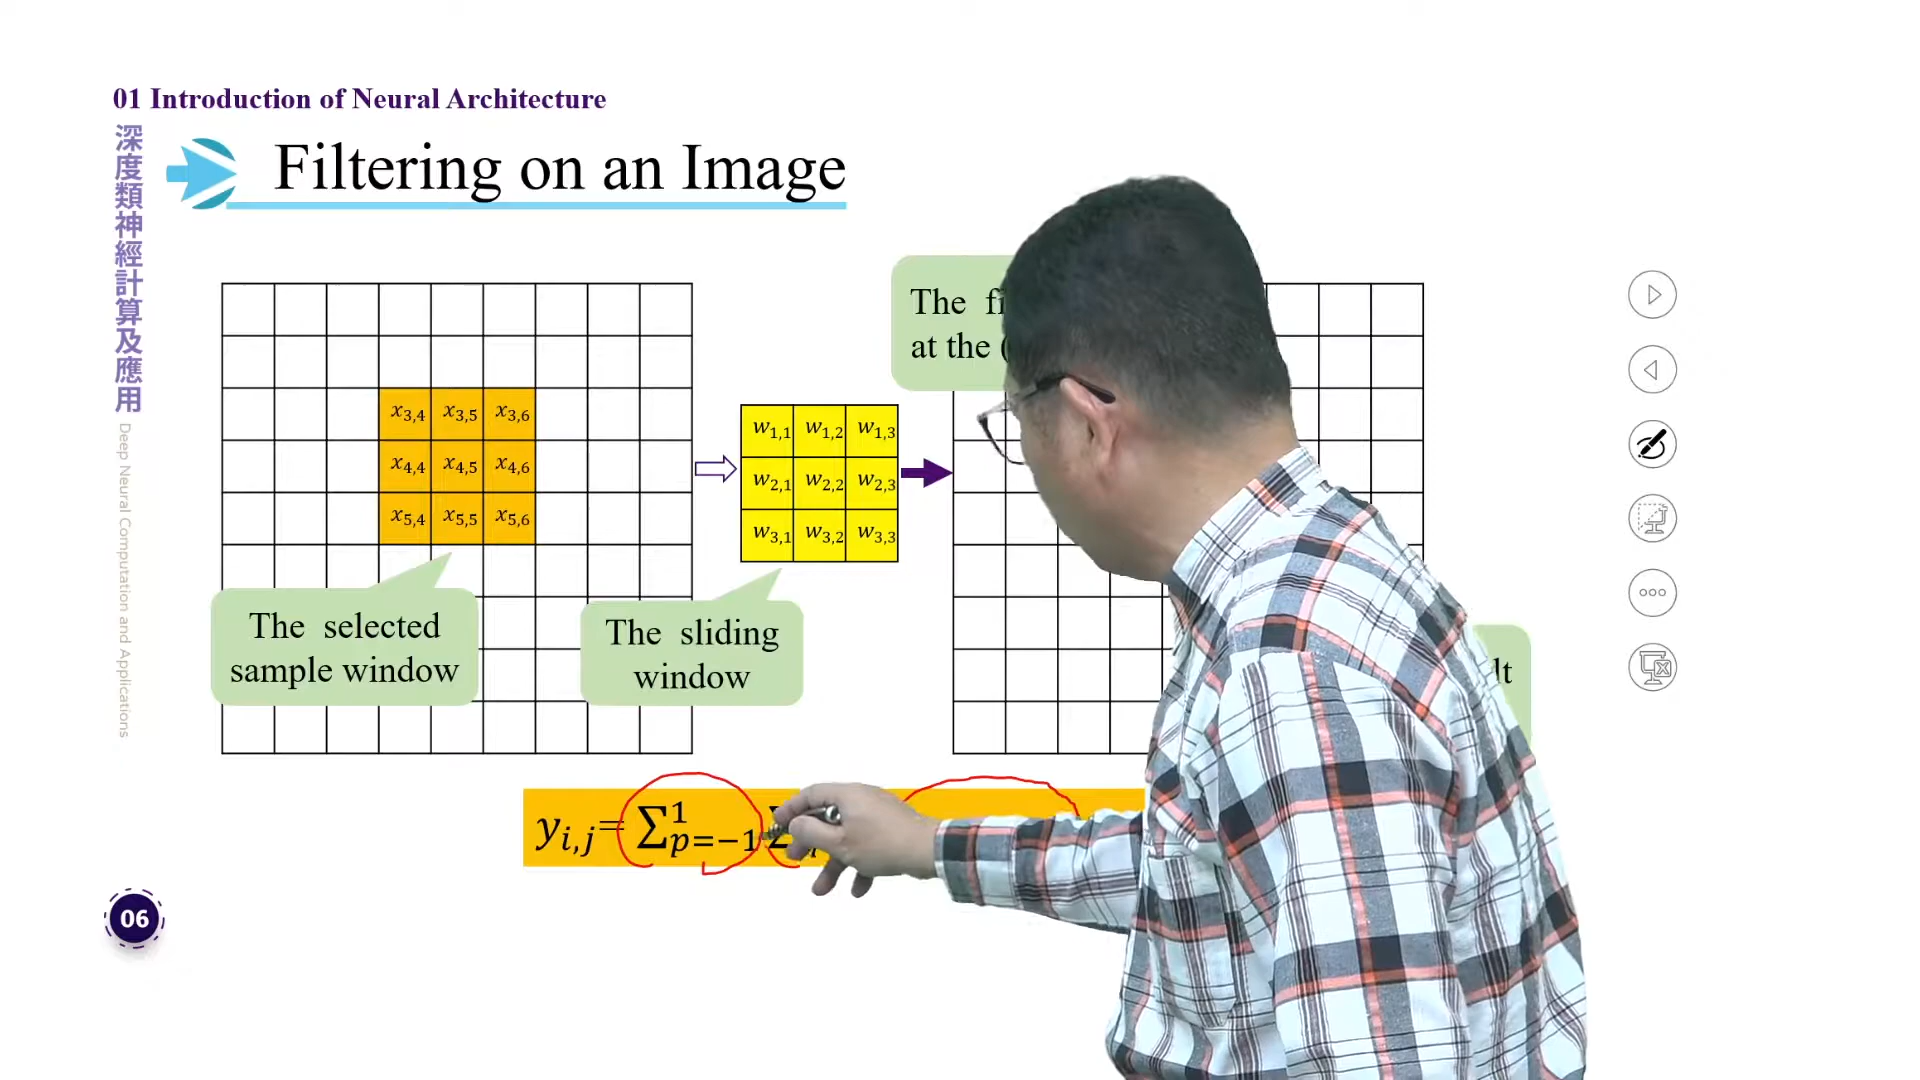 01 Introduction of Neural Architecture
深度類神經計算及應用
Deep Neural Computation and Applications
Filtering on an Image
The
at the (
x3,4 x3,5 x3,6
x4,4 x4,5 x4,6
x5,4 x5,5 x5,6
w1,1 w1,2 w1,3
w2,1 w2,2 w2,3
w3,1 w3,2 w3,3
The selected
sample window
The sliding
window
yi,j=∑1p=−1
06